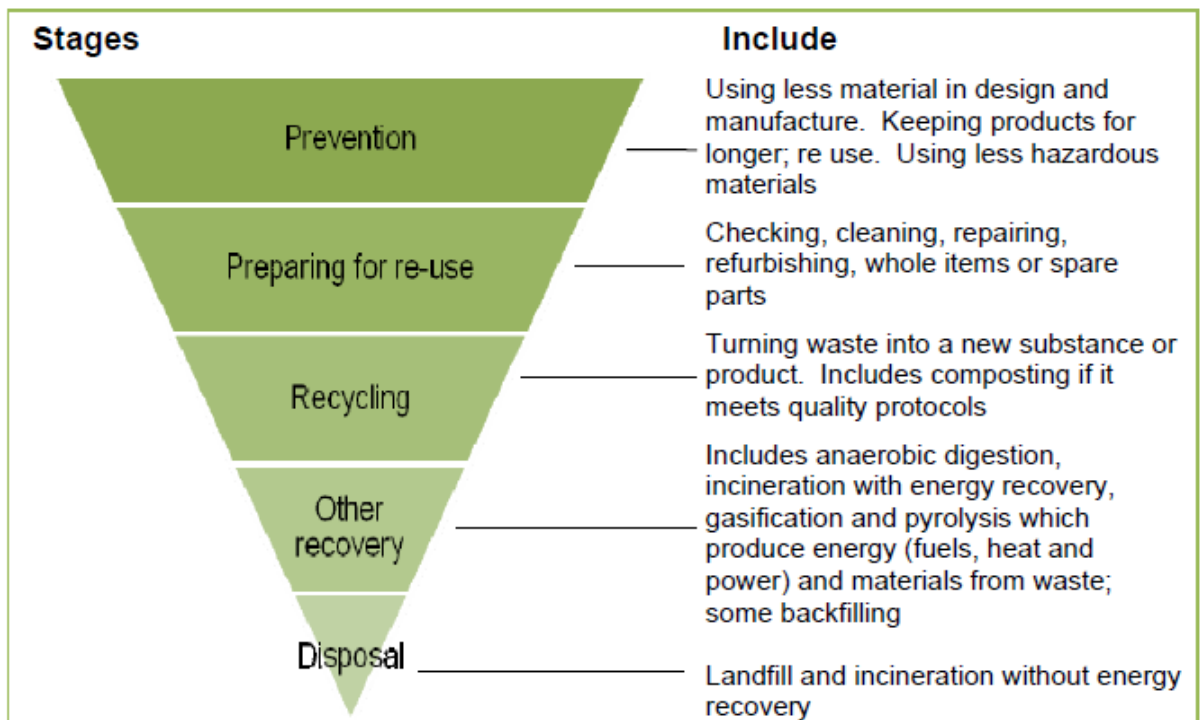 Stages
Include
Prevention
Using less material in design and
manufacture.  Keeping products for
longer; re use.  Using less hazardous
materials
Preparing for re-use
Checking, cleaning, repairing,
refurbishing, whole items or spare
parts
Recycling
Turning waste into a new substance or
product.  Includes composting if it
meets quality protocols
Other
recovery
Includes anaerobic digestion,
incineration with energy recovery,
gasification and pyrolysis which
produce energy (fuels, heat and
power) and materials from waste;
some backfilling
Disposal
Landfill and incineration without energy
recovery